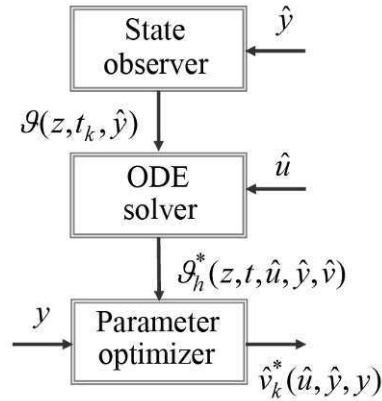 State
observer
ŷ
ϑ(z,t_k,ŷ)
ODE
solver
û
ϑ_h^*(z,t,û,ŷ,v̂)
y
Parameter
optimizer
v̂_k^*(û,ŷ,y)